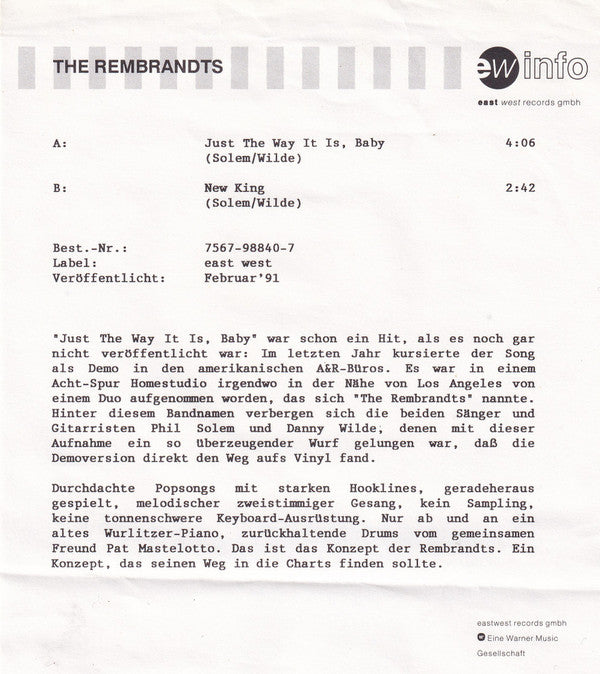 THE REMBRANDTS
ew info
east west records gmbh
A: Just The Way It Is, Baby 4:06
(Solem/Wilde)
B: New King 2:42
(Solem/Wilde)
Best.-Nr.: 7567-98840-7
Label: east west
Veröffentlicht: Februar'91
"Just The Way It Is, Baby" war schon ein Hit, als es noch gar
nicht veröffentlicht war: Im letzten Jahr kursierte der Song
als Demo in den amerikanischen A&R-Büros. Es war in einem
Acht-Spur Homestudio irgendwo in der Nähe von Los Angeles von
einem Duo aufgenommen worden, das sich "The Rembrandts" nannte.
Hinter diesem Bandnamen verbergen sich die beiden Sänger und
Gitarristen Phil Solem und Danny Wilde, denen mit dieser
Aufnahme ein so überzeugender Wurf gelungen war, daß die
Demoversion direkt den Weg aufs Vinyl fand.
Durchdachte Popsongs mit starken Hooklines, geradeheraus
gespielt, melodischer zweistimmiger Gesang, kein Sampling,
keine tonnenschwere Keyboard-Ausrüstung. Nur ab und an ein
altes Wurlitzer-Piano, zurückhaltende Drums vom gemeinsamen
Freund Pat Mastelotto. Das ist das Konzept der Rembrandts. Ein
Konzept, das seinen Weg in die Charts finden sollte.
eastwest records gmbh
Eine Warner Music
Gesellschaft